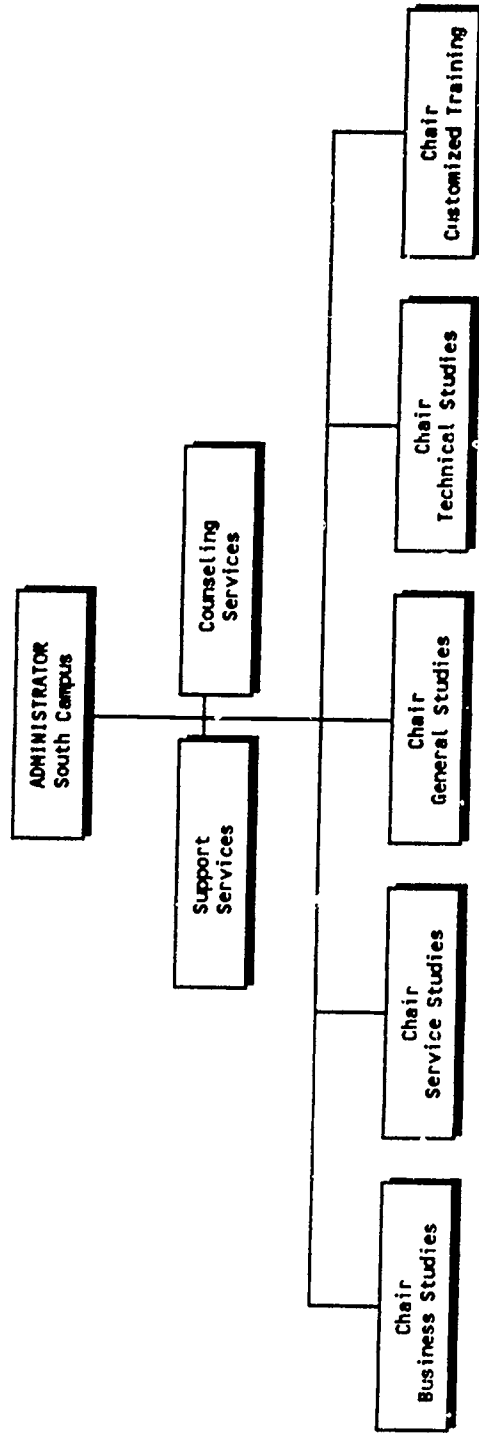 ADMINISTRATOR
South Campus
Support
Services
Counseling
Services
Chair
Business Studies
Chair
Service Studies
Chair
General Studies
Chair
Technical Studies
Chair
Customized Training